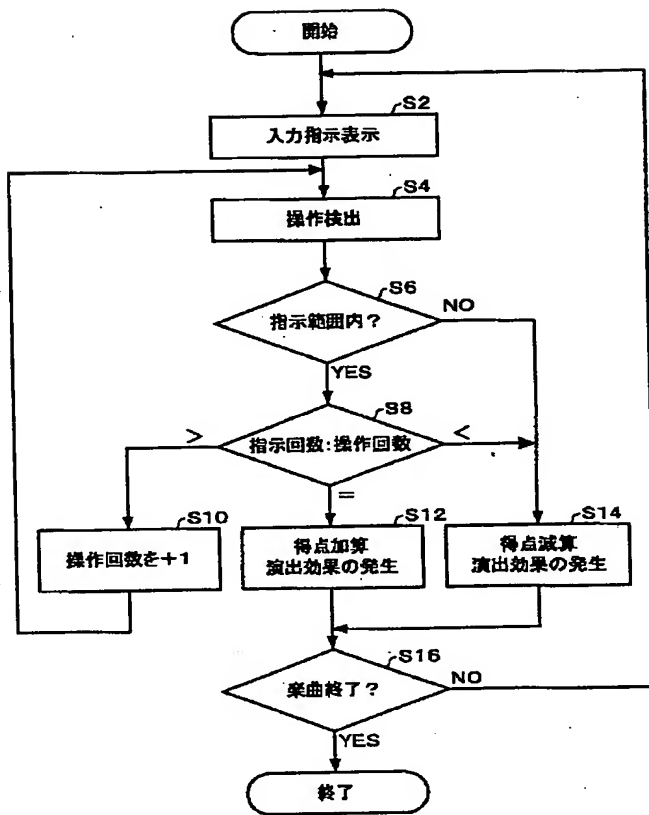 開始
S2
入力指示表示
S4
操作検出
S6
指示範囲内?
NO
YES
S8
>
指示回数:操作回数
<
=
S10
操作回数を+1
S12
得点加算
演出効果の発生
S14
得点減算
演出効果の発生
S16
楽曲終了?
NO
YES
終了